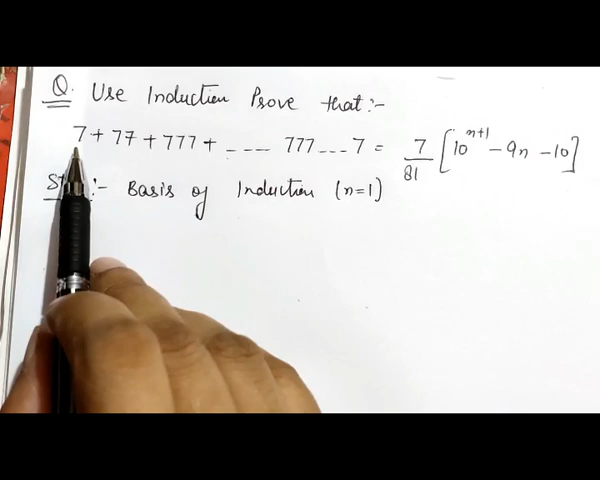 Q. Use Induction Prove that:-
7 + 77 + 777 + ---- 777---7 = 7/81 [10^{n+1} - 9n - 10]
:- Basis of Induction (n=1)